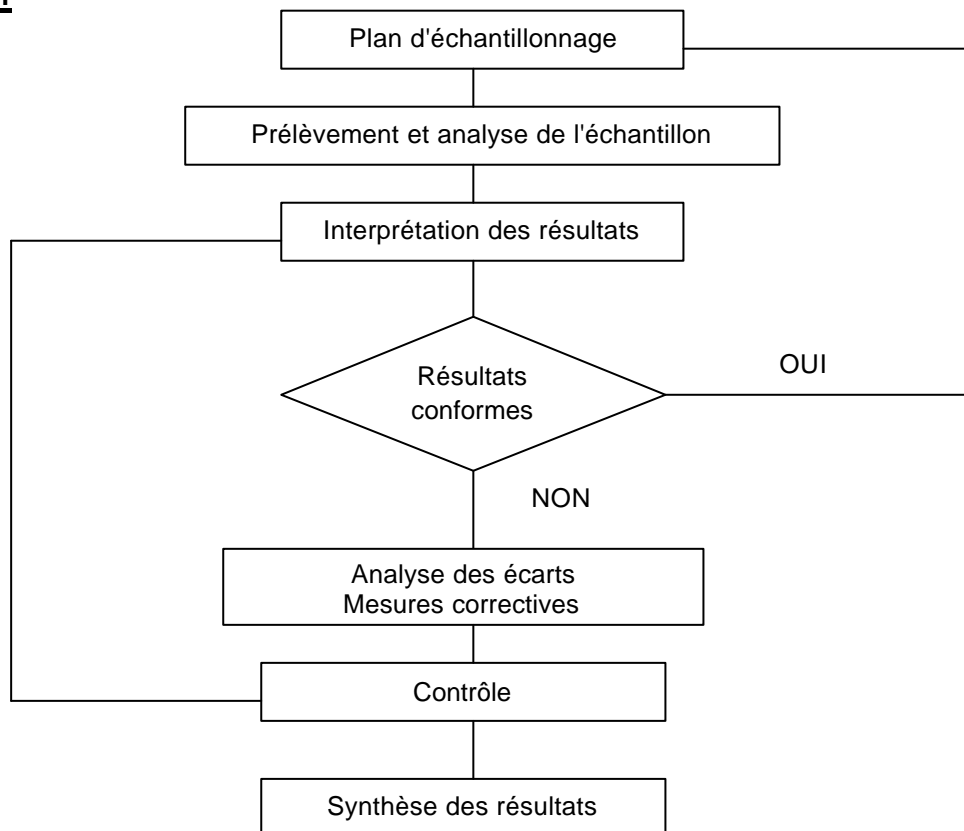 Plan d'échantillonnage
Prélèvement et analyse de l'échantillon
Interprétation des résultats
Résultats
conformes
OUI
NON
Analyse des écarts
Mesures correctives
Contrôle
Synthèse des résultats